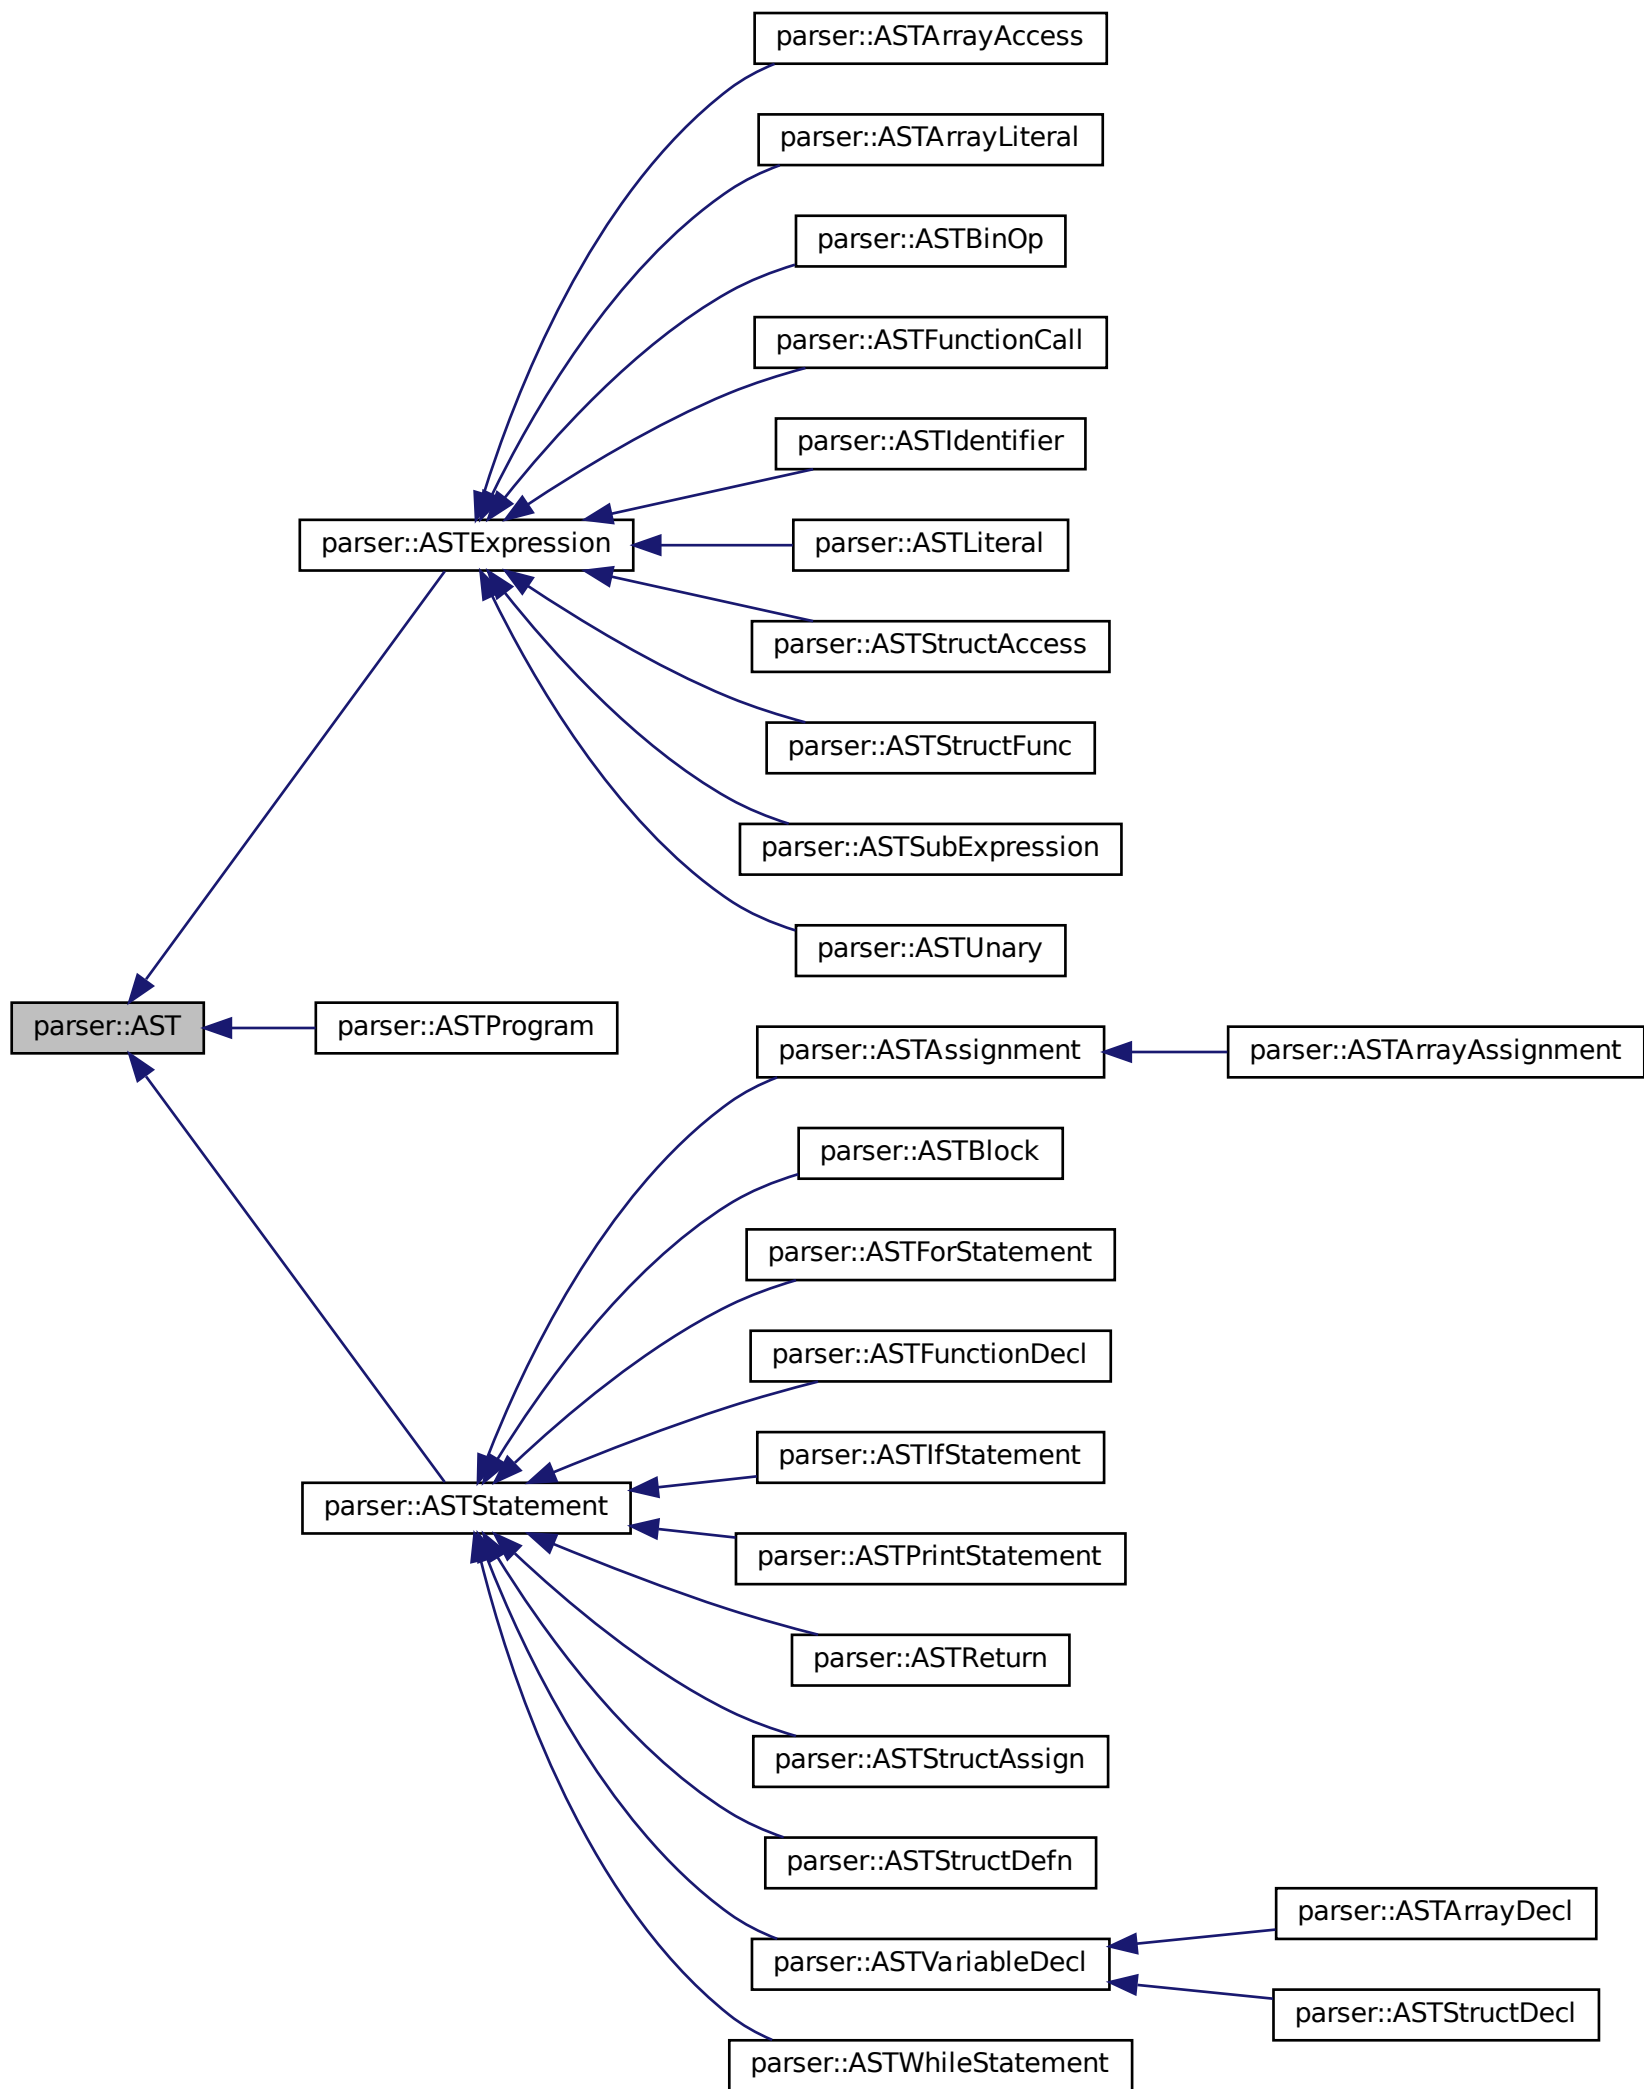 parser::ASTArrayAccess
parser::ASTArrayLiteral
parser::ASTBinOp
parser::ASTFunctionCall
parser::ASTIdentifier
parser::ASTExpression
parser::ASTLiteral
parser::ASTStructAccess
parser::ASTStructFunc
parser::ASTSubExpression
parser::ASTUnary
parser::AST
parser::ASTProgram
parser::ASTAssignment
parser::ASTArrayAssignment
parser::ASTBlock
parser::ASTForStatement
parser::ASTFunctionDecl
parser::ASTIfStatement
parser::ASTStatement
parser::ASTPrintStatement
parser::ASTReturn
parser::ASTStructAssign
parser::ASTStructDefn
parser::ASTArrayDecl
parser::ASTVariableDecl
parser::ASTStructDecl
parser::ASTWhileStatement